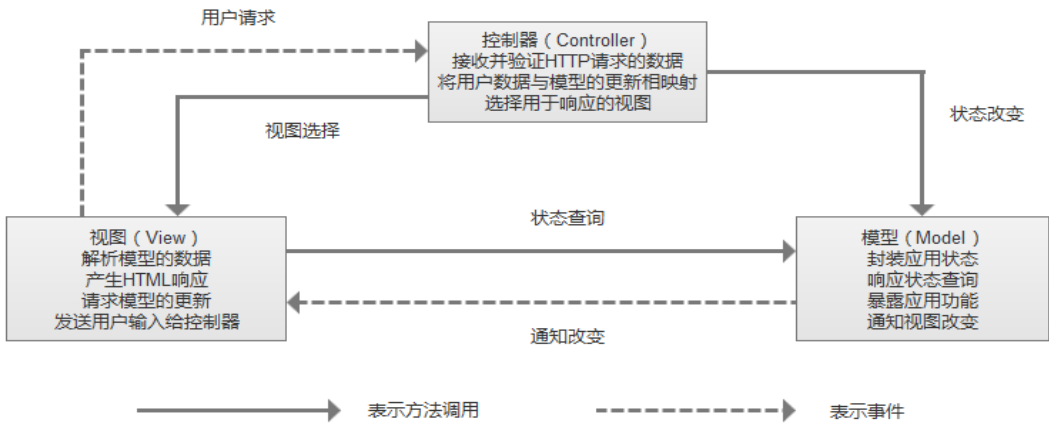 用户请求
控制器（Controller）
接收并验证HTTP请求的数据
将用户数据与模型的更新相映射
选择用于响应的视图
视图选择
状态改变
状态查询
视图（View）
解析模型的数据
产生HTML响应
请求模型的更新
发送用户输入给控制器
模型（Model）
封装应用状态
响应状态查询
暴露应用功能
通知视图改变
通知改变
表示方法调用
表示事件